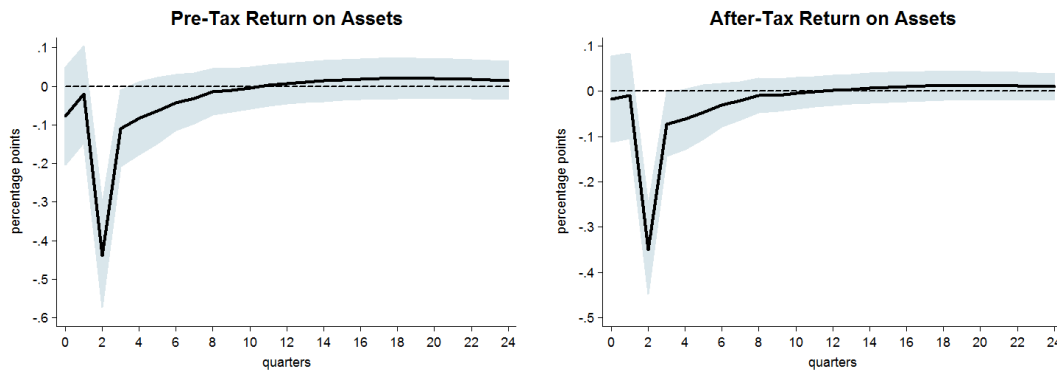 Pre-Tax Return on Assets
.1
0
-.1
-.2
-.3
-.4
-.5
-.6
percentage points
0 2 4 6 8 10 12 14 16 18 20 22 24
quarters
After-Tax Return on Assets
.1
0
-.1
-.2
-.3
-.4
-.5
percentage points
0 2 4 6 8 10 12 14 16 18 20 22 24
quarters